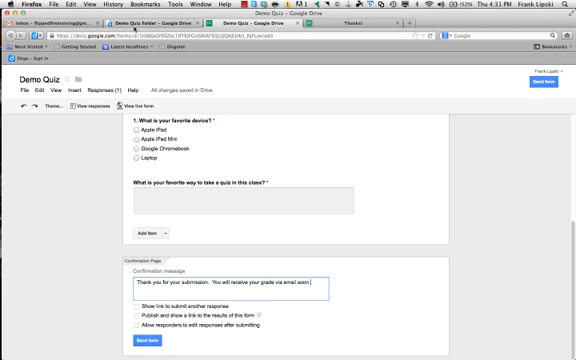 Firefox File Edit View History Bookmarks Tools Window Help
Thu 4:31 PM Frank Lipski
Demo Quiz Folder – Google Drive
Demo Quiz – Google Drive
Thanks!
Google
Most Visited
Getting Started
Latest Headlines
Disgoist
Bookmarks
Diigo - Sign in
Frank Lipski
Demo Quiz
Send form
File Edit View Insert Responses (1) Help All changes saved in Drive
Theme... View responses View live form
1. What is your favorite device? *
Apple iPad
Apple iPad Mini
Google Chromebook
Laptop
What is your favorite way to take a quiz in this class? *
Add item
Confirmation Page
Confirmation message
Thank you for your submission. You will receive your grade via email soon.
Show link to submit another response
Publish and show a link to the results of this form
Allow responders to edit responses after submitting
Send form